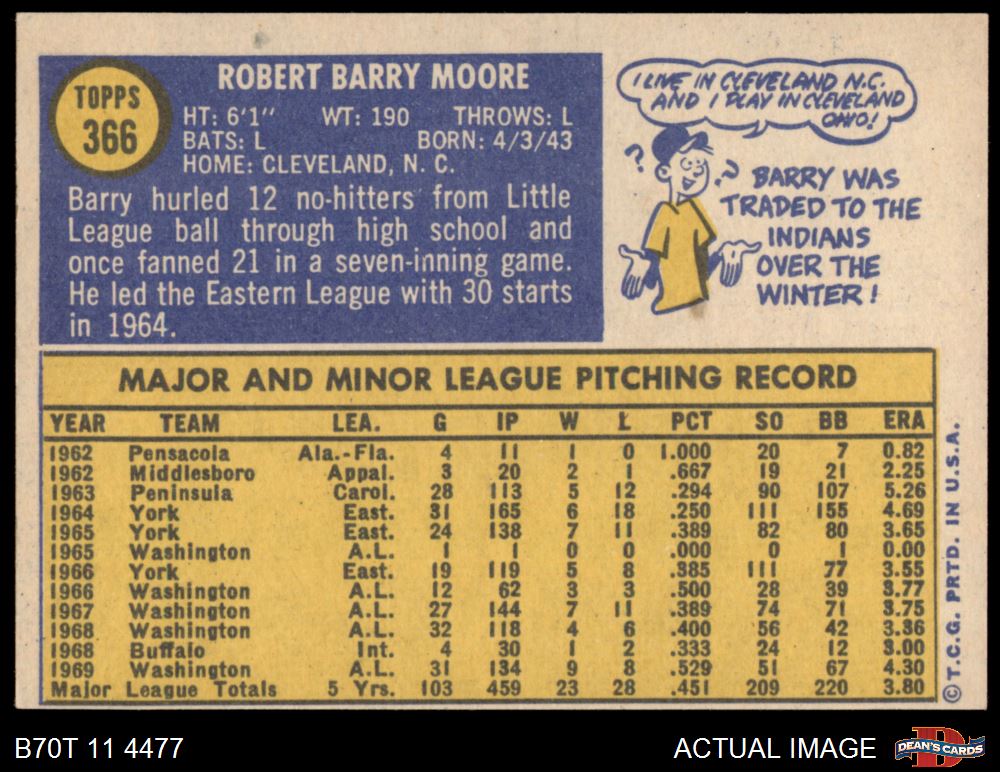 TOPPS
366
ROBERT BARRY MOORE
HT: 6'1" WT: 190 THROWS: L
BATS: L BORN: 4/3/43
HOME: CLEVELAND, N. C.
Barry hurled 12 no-hitters from Little
League ball through high school and
once fanned 21 in a seven-inning game.
He led the Eastern League with 30 starts
in 1964.
I LIVE IN CLEVELAND N.C.
AND I PLAY IN CLEVELAND
OHIO!
? ?
BARRY WAS
TRADED TO THE
INDIANS
OVER THE
WINTER!
MAJOR AND MINOR LEAGUE PITCHING RECORD
YEAR TEAM LEA. G IP W L PCT SO BB ERA
1962 Pensacola Ala.-Fla. 4 11 1 0 1.000 20 7 0.82
1962 Middlesboro Appal. 3 20 2 1 .667 19 21 2.25
1963 Peninsula Carol. 28 113 5 12 .294 90 107 5.26
1964 York East. 31 165 6 18 .250 111 155 4.69
1965 York East. 24 138 7 11 .389 82 80 3.65
1965 Washington A.L. 1 1 0 0 .000 0 1 0.00
1966 York East. 19 119 5 8 .385 111 77 3.55
1966 Washington A.L. 12 62 3 3 .500 28 39 3.77
1967 Washington A.L. 27 144 7 11 .389 74 71 3.75
1968 Washington A.L. 32 118 4 6 .400 56 42 3.36
1968 Buffalo Int. 4 30 1 2 .333 24 12 3.00
1969 Washington A.L. 31 134 9 8 .529 51 67 4.30
Major League Totals 5 Yrs. 103 459 23 28 .451 209 220 3.80
© T.C.G. PRTD. IN U.S.A.
B70T 11 4477
ACTUAL IMAGE
D
DEAN'S CARDS